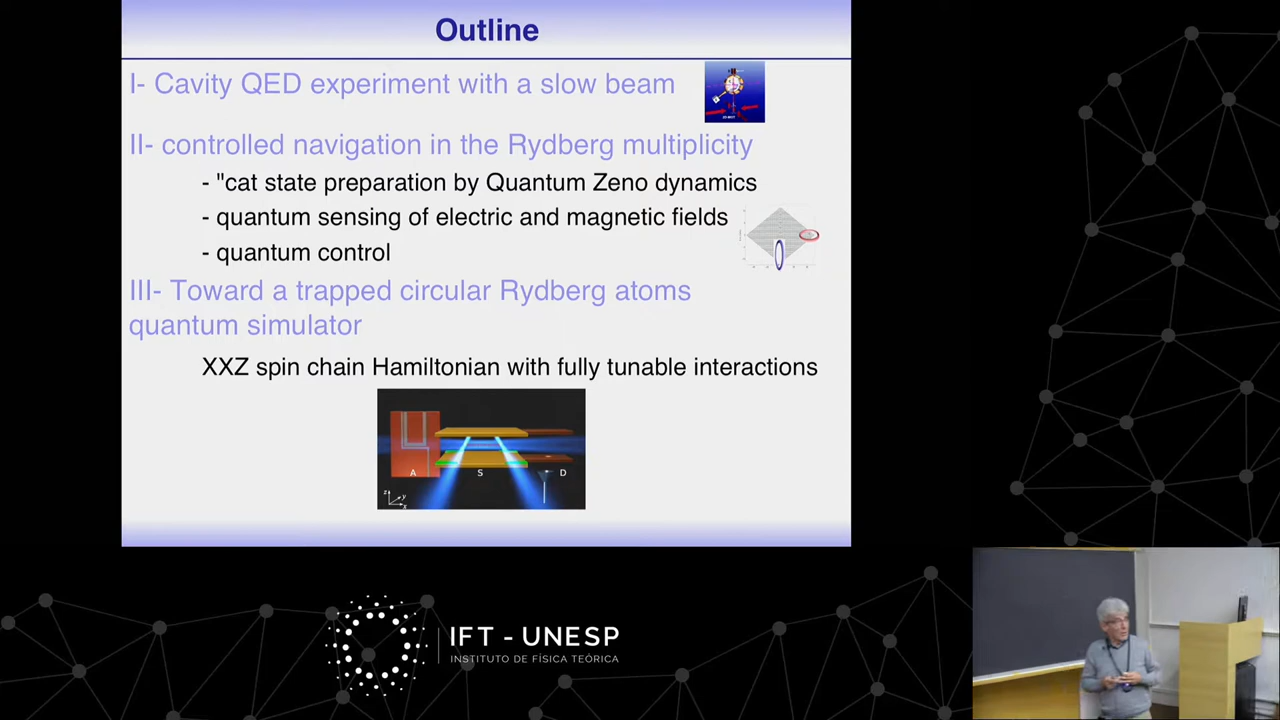 Outline
I- Cavity QED experiment with a slow beam
II- controlled navigation in the Rydberg multiplicity
- "cat state preparation by Quantum Zeno dynamics
- quantum sensing of electric and magnetic fields
- quantum control
III- Toward a trapped circular Rydberg atoms
quantum simulator
XXZ spin chain Hamiltonian with fully tunable interactions
A S D
z y x
IFT - UNESP
INSTITUTO DE FÍSICA TEÓRICA